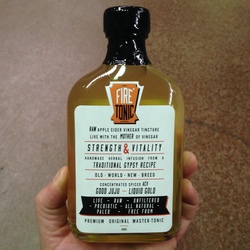 FIRE
TONIC
RAW APPLE CIDER VINEGAR TINCTURE
LIVE WITH THE MOTHER OF VINEGAR
STRENGTH & VITALITY
HANDMADE HERBAL INFUSION FROM A
TRADITIONAL GYPSY RECIPE
OLD - WORLD - NEW - BREED
CONCENTRATED SPICED ACV
GOOD JUJU - LIQUID GOLD
LIVE - RAW - UNFILTERED
PREBIOTIC - ALL NATURAL -
PALEO - FREE FROM
PREMIUM ORIGINAL MASTER-TONIC